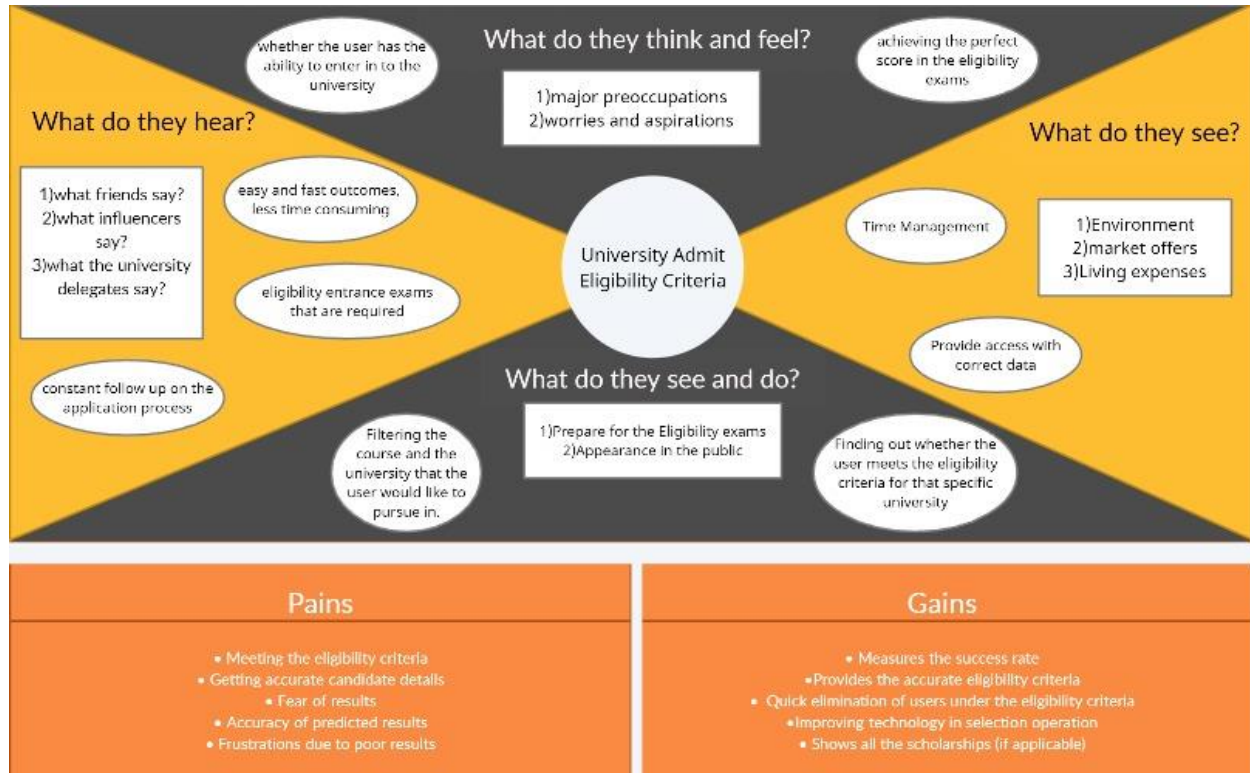 What do they think and feel?
1)major preoccupations
2)worries and aspirations
whether the user has the
ability to enter in to the
university
achieving the perfect
score in the eligibility
exams
What do they hear?
1)what friends say?
2)what influencers
say?
3)what the university
delegates say?
easy and fast outcomes,
less time consuming
eligibility entrance exams
that are required
constant follow up on the
application process
University Admit
Eligibility Criteria
What do they see?
Time Management
1)Environment
2)market offers
3)Living expenses
Provide access with
correct data
What do they see and do?
1)Prepare for the Eligibility exams
2)Appearance in the public
Filtering the
course and the
university that the
user would like to
pursue in.
Finding out whether the
user meets the eligibility
criteria for that specific
university
Pains
• Meeting the eligibility criteria
• Getting accurate candidate details
• Fear of results
• Accuracy of predicted results
• Frustrations due to poor results
Gains
• Measures the success rate
•Provides the accurate eligibility criteria
• Quick elimination of users under the eligibility criteria
•Improving technology in selection operation
• Shows all the scholarships (if applicable)